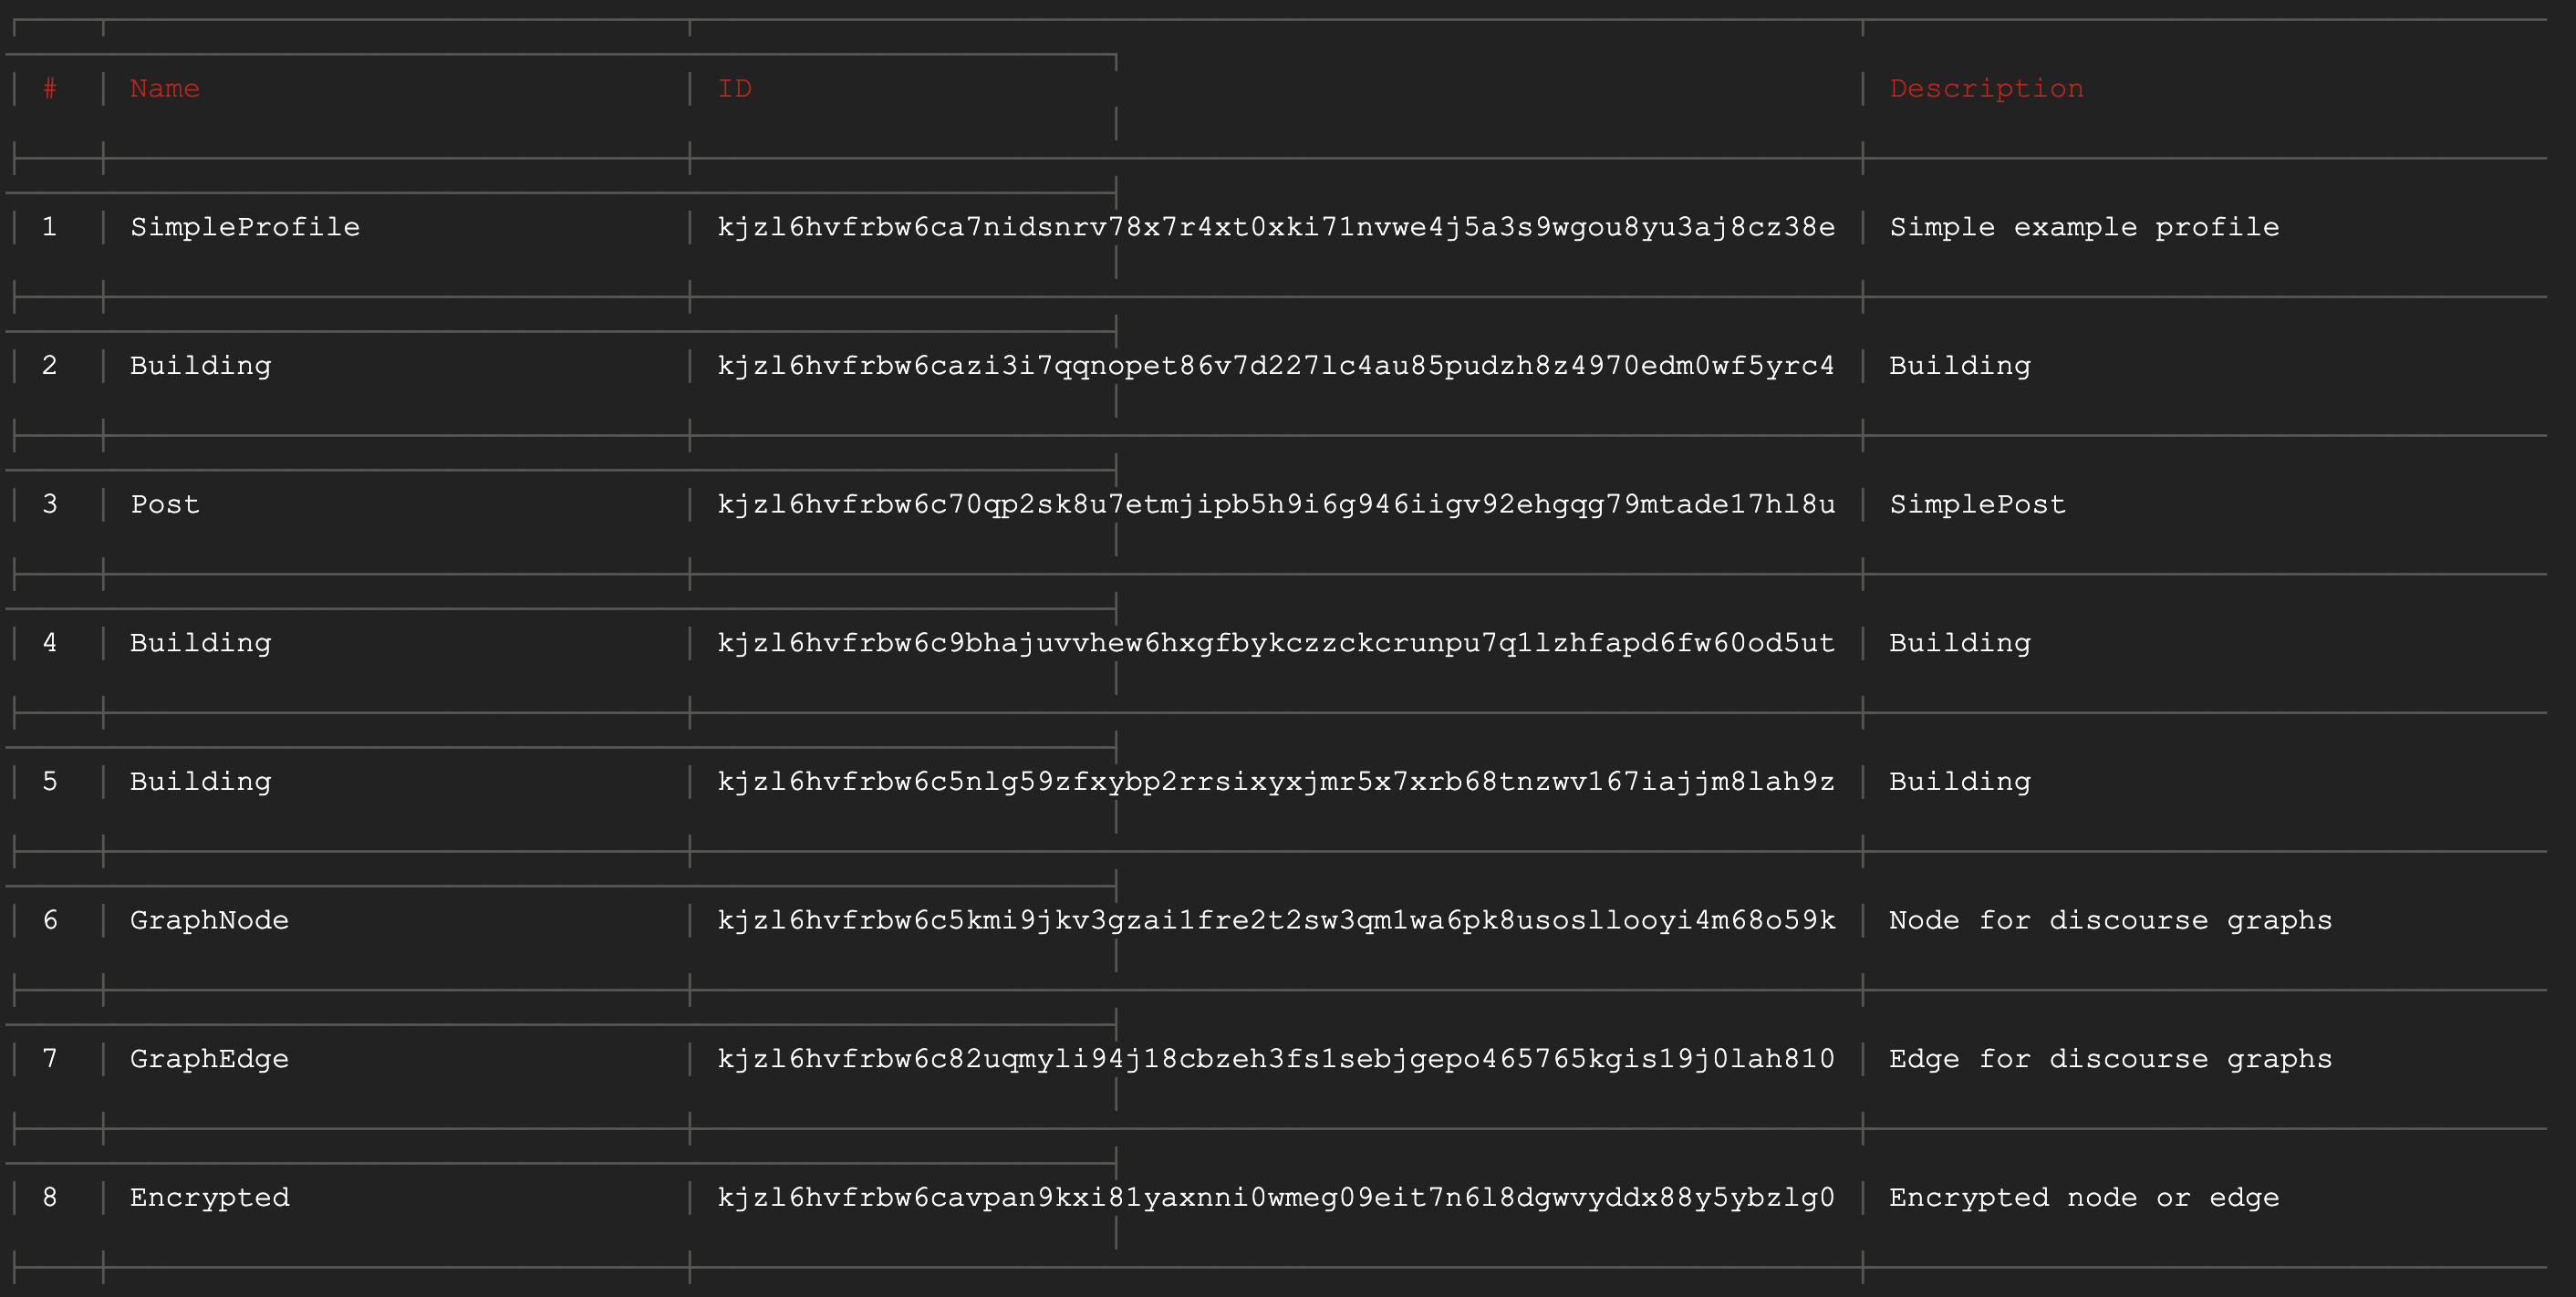 # Name ID Description
1 SimpleProfile kjzl6hvfrbw6ca7nidsnrv78x7r4xt0xki71nvwe4j5a3s9wgou8yu3aj8cz38e Simple example profile
2 Building kjzl6hvfrbw6cazi3i7qqnopet86v7d227lc4au85pudzh8z4970edm0wf5yrc4 Building
3 Post kjzl6hvfrbw6c70qp2sk8u7etmjipb5h9i6g946iigv92ehgqg79mtade17hl8u SimplePost
4 Building kjzl6hvfrbw6c9bhajuvvhew6hxgfbykczzckcrunpu7q1lzhfapd6fw60od5ut Building
5 Building kjzl6hvfrbw6c5nlg59zfxybp2rrsixyxjmr5x7xrb68tnzwv167iajjm8lah9z Building
6 GraphNode kjzl6hvfrbw6c5kmi9jkv3gzai1fre2t2sw3qm1wa6pk8usosllooyi4m68o59k Node for discourse graphs
7 GraphEdge kjzl6hvfrbw6c82uqmyli94j18cbzeh3fs1sebjgepo465765kgis19j0lah810 Edge for discourse graphs
8 Encrypted kjzl6hvfrbw6cavpan9kxi81yaxnni0wmeg09eit7n6l8dgwvyddx88y5ybzlg0 Encrypted node or edge